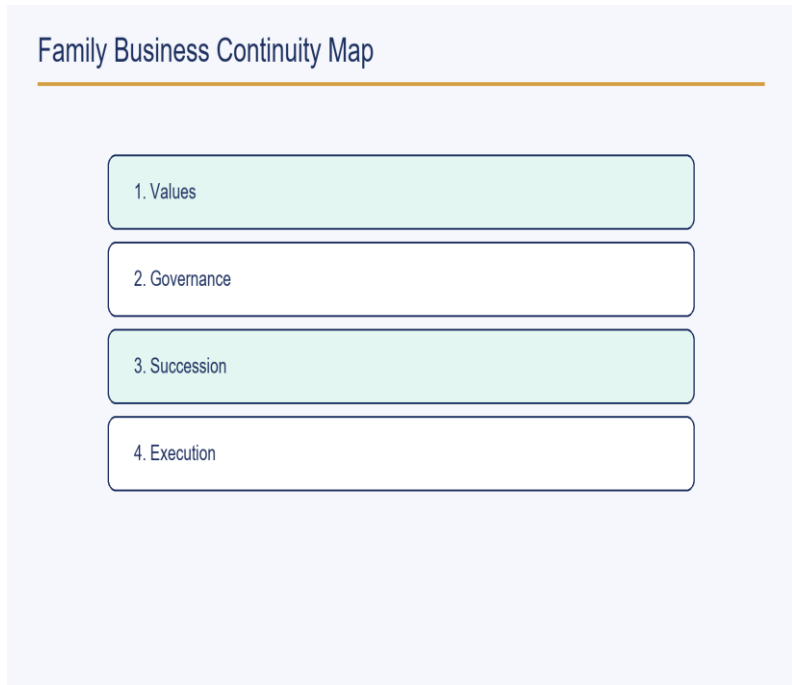 Family Business Continuity Map
1. Values
2. Governance
3. Succession
4. Execution